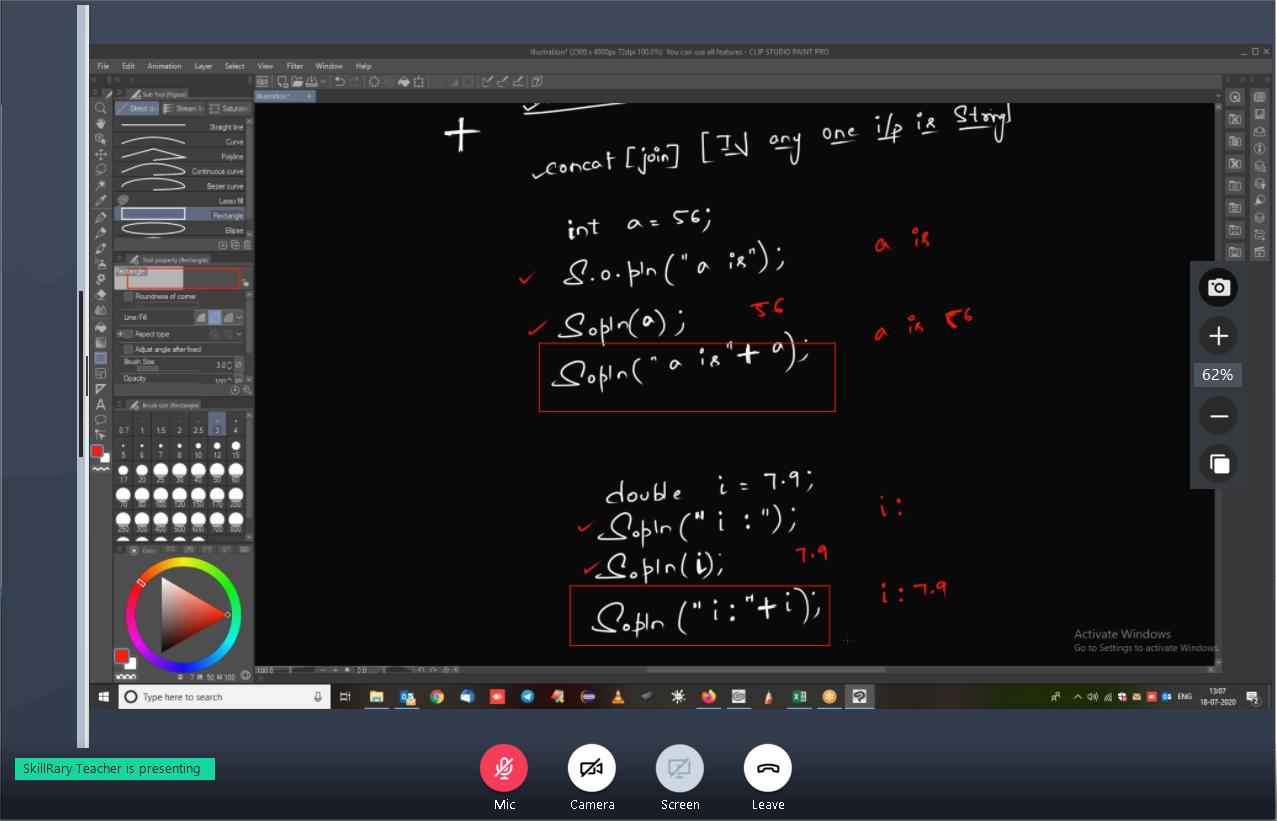 Illustration* (2500 x 4000px 72dpi 100.0%) You can use all features - CLIP STUDIO PAINT PRO
File Edit Animation Layer Select View Filter Window Help
Sub Tool [Figure]
Illustration*
Direct Stream Saturated
Straight line
Curve
Polyline
Continuous curve
Bezier curve
Lasso fill
Rectangle
Ellipse
Tool property [Rectangle]
Rectangle
Roundness of corner
Line/Fill
Aspect type
Adjust angle after fixed
Brush Size 3.0
Opacity 100
Brush size [Rectangle]
0.7 1 1.5 2 2.5 3 4
5 6 7 8 10 12 15
17 20 25 30 40 50 60
70 80 100 120 150 170 200
250 300 400 500 600 700 800
Color
7 50 100
+
concat [join] [If any one i/p is String]
int a = 56;
S.o.pln("a is"); a is
Sopln(a); 56
Sopln("a is"+ a); a is 56
double i = 7.9;
Sopln("i :"); i :
Sopln(i); 7.9
Sopln("i:"+i); i : 7.9
62%
Activate Windows
Go to Settings to activate Windows.
100.0 0.0
Type here to search
ENG
13:07
18-07-2020
2
SkillRary Teacher is presenting
Mic Camera Screen Leave